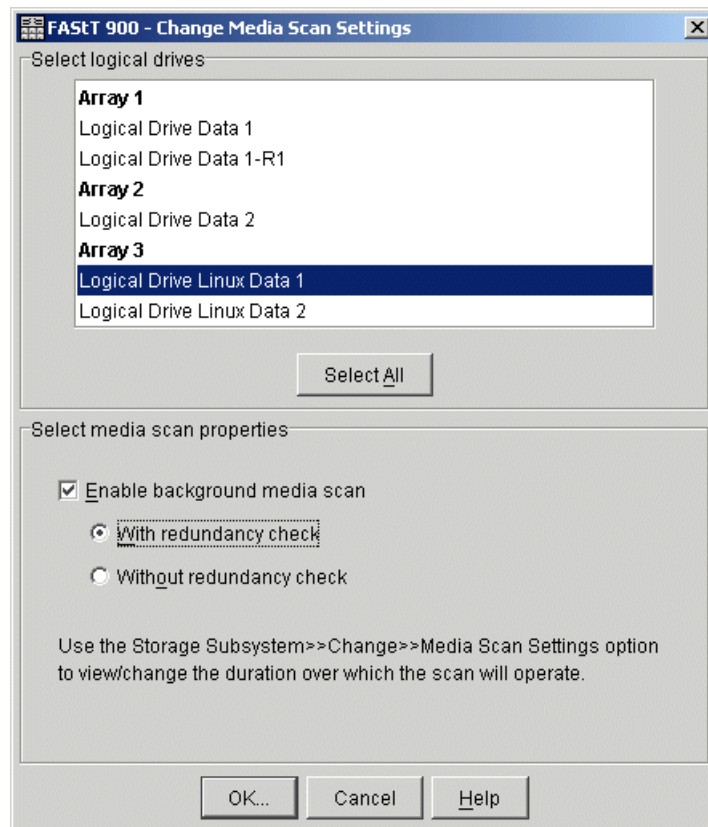 FAStT 900 - Change Media Scan Settings
Select logical drives
Array 1
Logical Drive Data 1
Logical Drive Data 1-R1
Array 2
Logical Drive Data 2
Array 3
Logical Drive Linux Data 1
Logical Drive Linux Data 2
Select All
Select media scan properties
Enable background media scan
With redundancy check
Without redundancy check
Use the Storage Subsystem>>Change>>Media Scan Settings option
to view/change the duration over which the scan will operate.
OK... Cancel Help